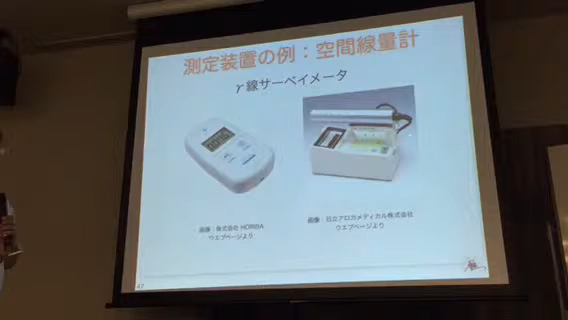 測定装置の例：空間線量計
γ線サーベイメータ
画像：株式会社 HORIBA
ウエブページより
画像：日立アロカメディカル株式会社
ウエブページより
47